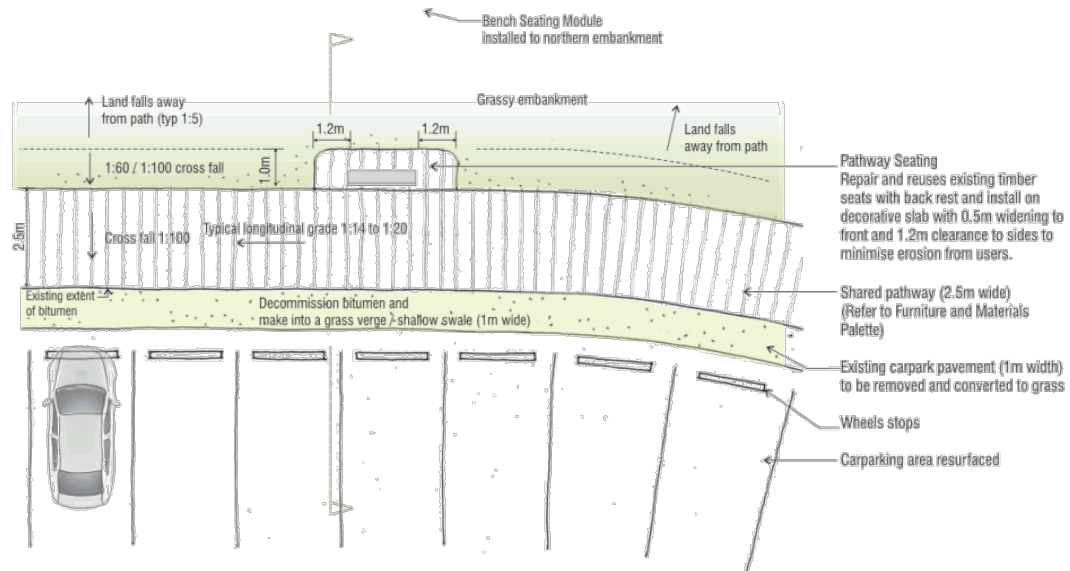 Bench Seating Module
installed to northern embankment
Land falls away
from path (typ 1:5)
Grassy embankment
1.2m
1.2m
Land falls
away from path
1:60 / 1:100 cross fall
1.0m
Pathway Seating
Repair and reuses existing timber
seats with back rest and install on
decorative slab with 0.5m widening to
front and 1.2m clearance to sides to
minimise erosion from users.
2.5m
Cross fall 1:100
Typical longitudinal grade 1:14 to 1:20
Existing extent
of bitumen
Decommission bitumen and
make into a grass verge / shallow swale (1m wide)
Shared pathway (2.5m wide)
(Refer to Furniture and Materials
Palette)
Existing carpark pavement (1m width)
to be removed and converted to grass
Wheels stops
Carparking area resurfaced